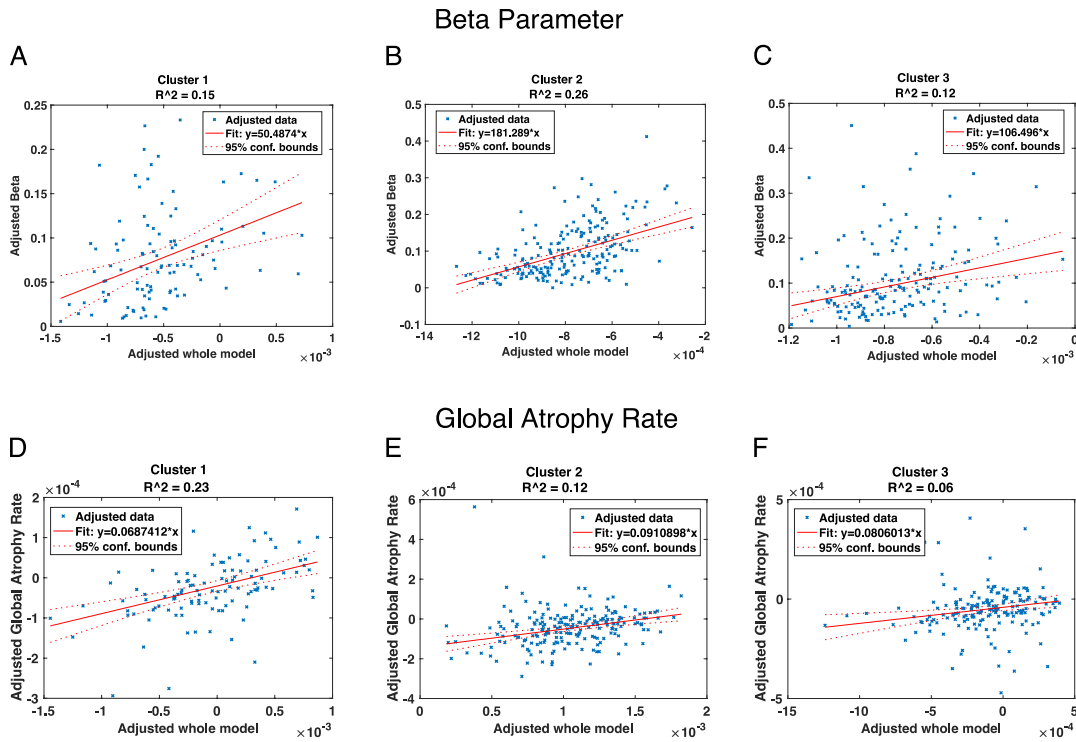 Beta Parameter
A
Cluster 1
R^2 = 0.15
0.25
0.2
0.15
0.1
0.05
0
Adjusted Beta
Adjusted data
Fit: y=50.4874*x
95% conf. bounds
-1.5
-1
-0.5
0
0.5
1
Adjusted whole model
×10^-3
B
Cluster 2
R^2 = 0.26
0.5
0.4
0.3
0.2
0.1
0
-0.1
Adjusted Beta
Adjusted data
Fit: y=181.289*x
95% conf. bounds
-14
-12
-10
-8
-6
-4
-2
Adjusted whole model
×10^-4
C
Cluster 3
R^2 = 0.12
0.5
0.4
0.3
0.2
0.1
0
Adjusted Beta
Adjusted data
Fit: y=106.496*x
95% conf. bounds
-1.2
-1
-0.8
-0.6
-0.4
-0.2
0
Adjusted whole model
×10^-3
Global Atrophy Rate
D
Cluster 1
R^2 = 0.23
×10^-4
2
1
0
-1
-2
-3
Adjusted Global Atrophy Rate
Adjusted data
Fit: y=0.0687412*x
95% conf. bounds
-1.5
-1
-0.5
0
0.5
1
Adjusted whole model
×10^-3
E
Cluster 2
R^2 = 0.12
×10^-4
6
4
2
0
-2
-4
Adjusted Global Atrophy Rate
Adjusted data
Fit: y=0.0910898*x
95% conf. bounds
0
0.5
1
1.5
2
Adjusted whole model
×10^-3
F
Cluster 3
R^2 = 0.06
×10^-4
5
0
-5
Adjusted Global Atrophy Rate
Adjusted data
Fit: y=0.0806013*x
95% conf. bounds
-15
-10
-5
0
5
Adjusted whole model
×10^-4